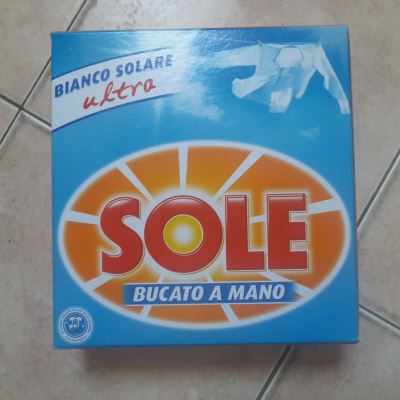 BIANCO SOLARE
ultra
SOLE
BUCATO A MANO